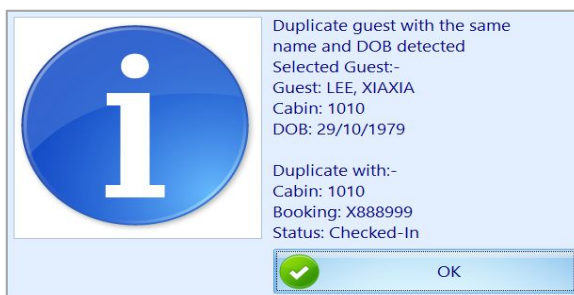 Duplicate guest with the same
name and DOB detected
Selected Guest:-
Guest: LEE, XIAXIA
Cabin: 1010
DOB: 29/10/1979

Duplicate with:-
Cabin: 1010
Booking: X888999
Status: Checked-In
OK